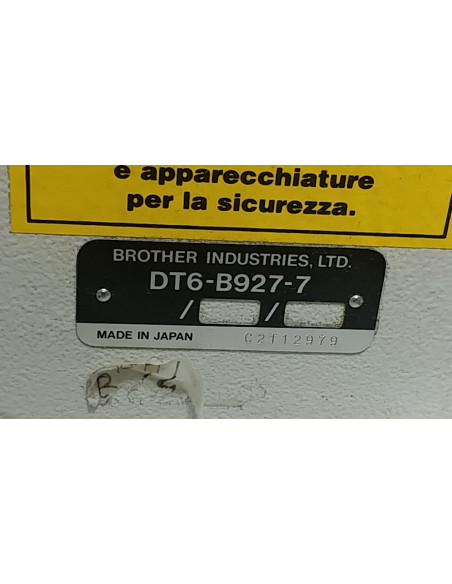 e apparecchiature
per la sicurezza.
BROTHER INDUSTRIES, LTD.
DT6-B927-7
/ /
MADE IN JAPAN C2112979